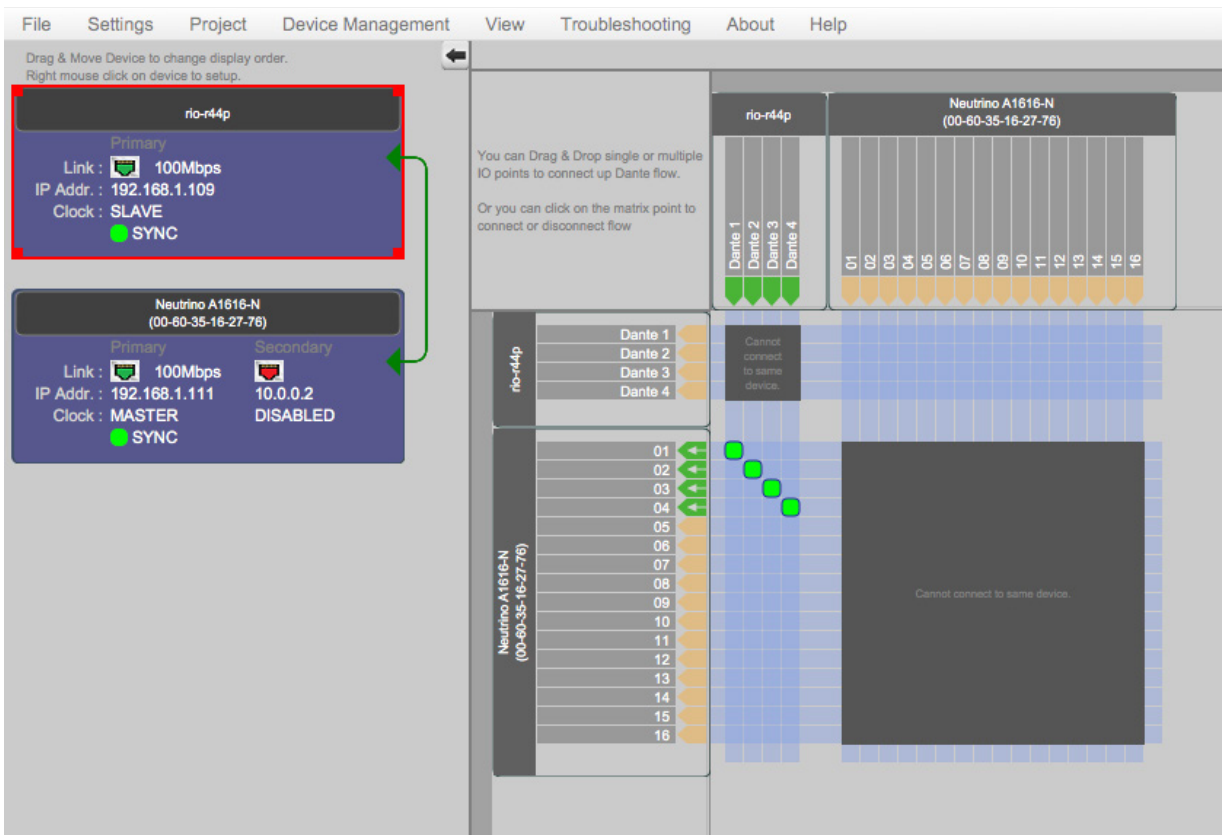 File Settings Project Device Management View Troubleshooting About Help
Drag & Move Device to change display order.
Right mouse click on device to setup.
rio-r44p
Primary
Link : 100Mbps
IP Addr. : 192.168.1.109
Clock : SLAVE
SYNC
Neutrino A1616-N
(00-60-35-16-27-76)
Primary Secondary
Link : 100Mbps
IP Addr. : 192.168.1.111 10.0.0.2
Clock : MASTER DISABLED
SYNC
You can Drag & Drop single or multiple
IO points to connect up Dante flow.
Or you can click on the matrix point to
connect or disconnect flow
rio-r44p
Dante 1
Dante 2
Dante 3
Dante 4
Neutrino A1616-N
(00-60-35-16-27-76)
01
02
03
04
05
06
07
08
09
10
11
12
13
14
15
16
rio-r44p
Dante 1
Dante 2
Dante 3
Dante 4
Cannot
connect
to same
device.
Neutrino A1616-N
(00-60-35-16-27-76)
01
02
03
04
05
06
07
08
09
10
11
12
13
14
15
16
Cannot connect to same device.